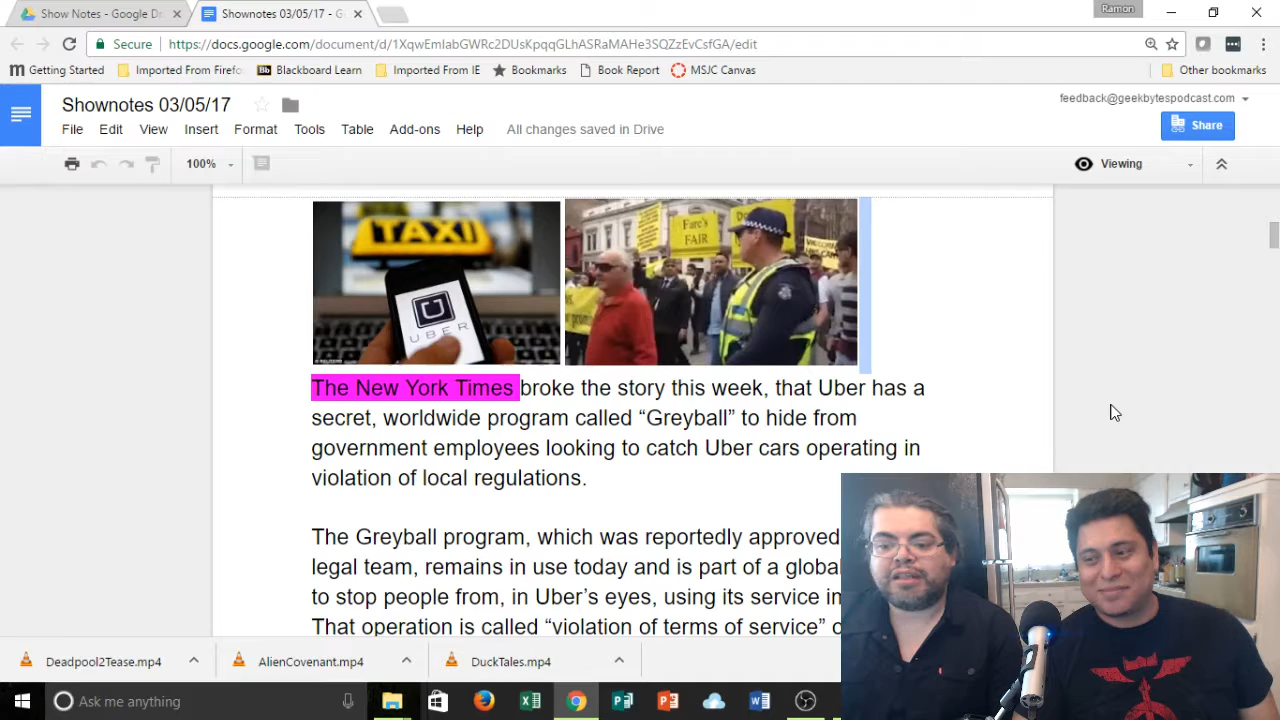 Show Notes - Google Dr
Shownotes 03/05/17 - G
Ramon
Secure
https://docs.google.com/document/d/1XqwEmlabGWRc2DUsKpqqGLhASRaMAHe3SQZzEvCsfGA/edit
Getting Started
Imported From Firefo
Blackboard Learn
Imported From IE
Bookmarks
Book Report
MSJC Canvas
Other bookmarks
Shownotes 03/05/17
feedback@geekbytespodcast.com
File Edit View Insert Format Tools Table Add-ons Help All changes saved in Drive
Share
100%
Viewing
TAXI
UBER
Fare's
FAIR
The New York Times broke the story this week, that Uber has a
secret, worldwide program called “Greyball” to hide from
government employees looking to catch Uber cars operating in
violation of local regulations.
The Greyball program, which was reportedly approved
legal team, remains in use today and is part of a global
to stop people from, in Uber’s eyes, using its service
That operation is called “violation of terms of service”
Deadpool2Tease.mp4
AlienCovenant.mp4
DuckTales.mp4
Ask me anything